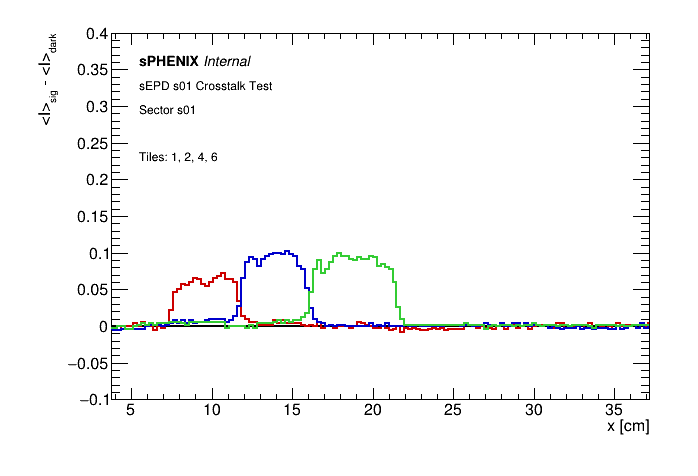 <I>sig - <I>dark
0.4
sPHENIX Internal
0.35
sEPD s01 Crosstalk Test
0.3
Sector s01
0.25
Tiles: 1, 2, 4, 6
0.2
0.15
0.1
0.05
0
−0.05
−0.1
5 10 15 20 25 30 35
x [cm]